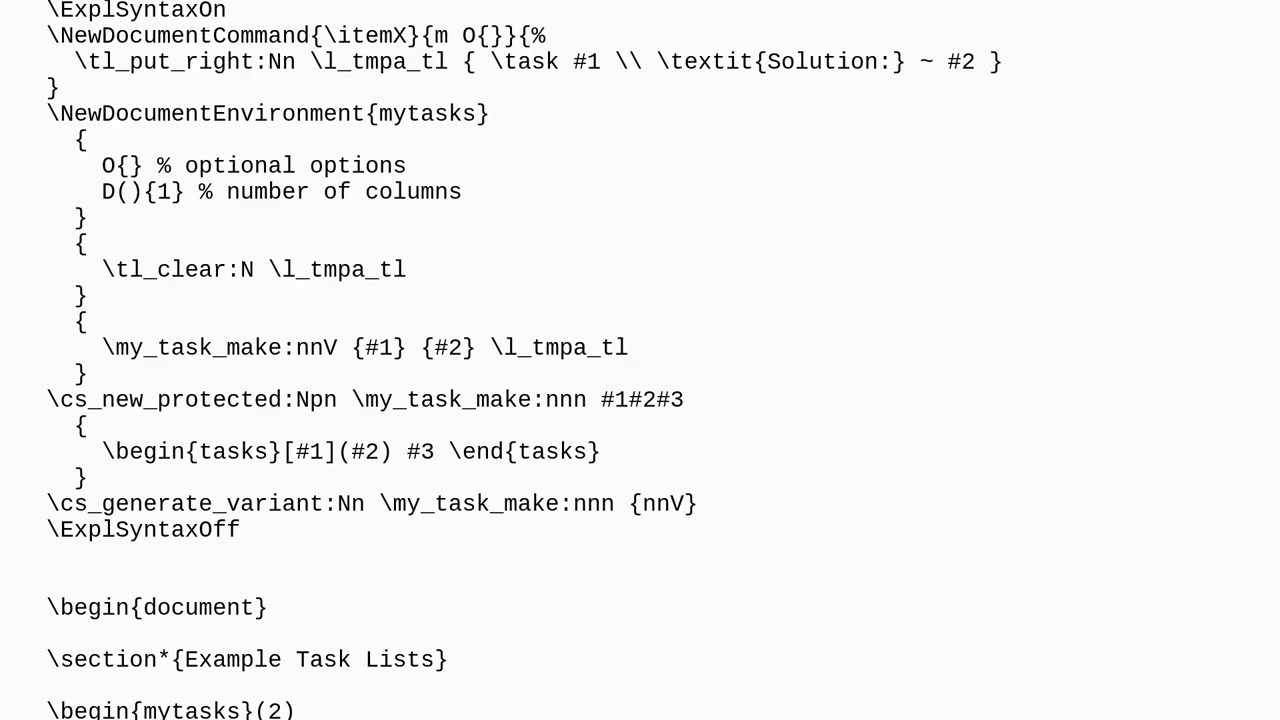 \ExplSyntaxOn
\NewDocumentCommand{\itemX}{m O{}}{%
  \tl_put_right:Nn \l_tmpa_tl { \task #1 \\ \textit{Solution:} ~ #2 }
}
\NewDocumentEnvironment{mytasks}
  {
    O{} % optional options
    D(){1} % number of columns
  }
  {
    \tl_clear:N \l_tmpa_tl
  }
  {
    \my_task_make:nnV {#1} {#2} \l_tmpa_tl
  }
\cs_new_protected:Npn \my_task_make:nnn #1#2#3
  {
    \begin{tasks}[#1](#2) #3 \end{tasks}
  }
\cs_generate_variant:Nn \my_task_make:nnn {nnV}
\ExplSyntaxOff
\begin{document}
\section*{Example Task Lists}
\begin{mytasks}(2)